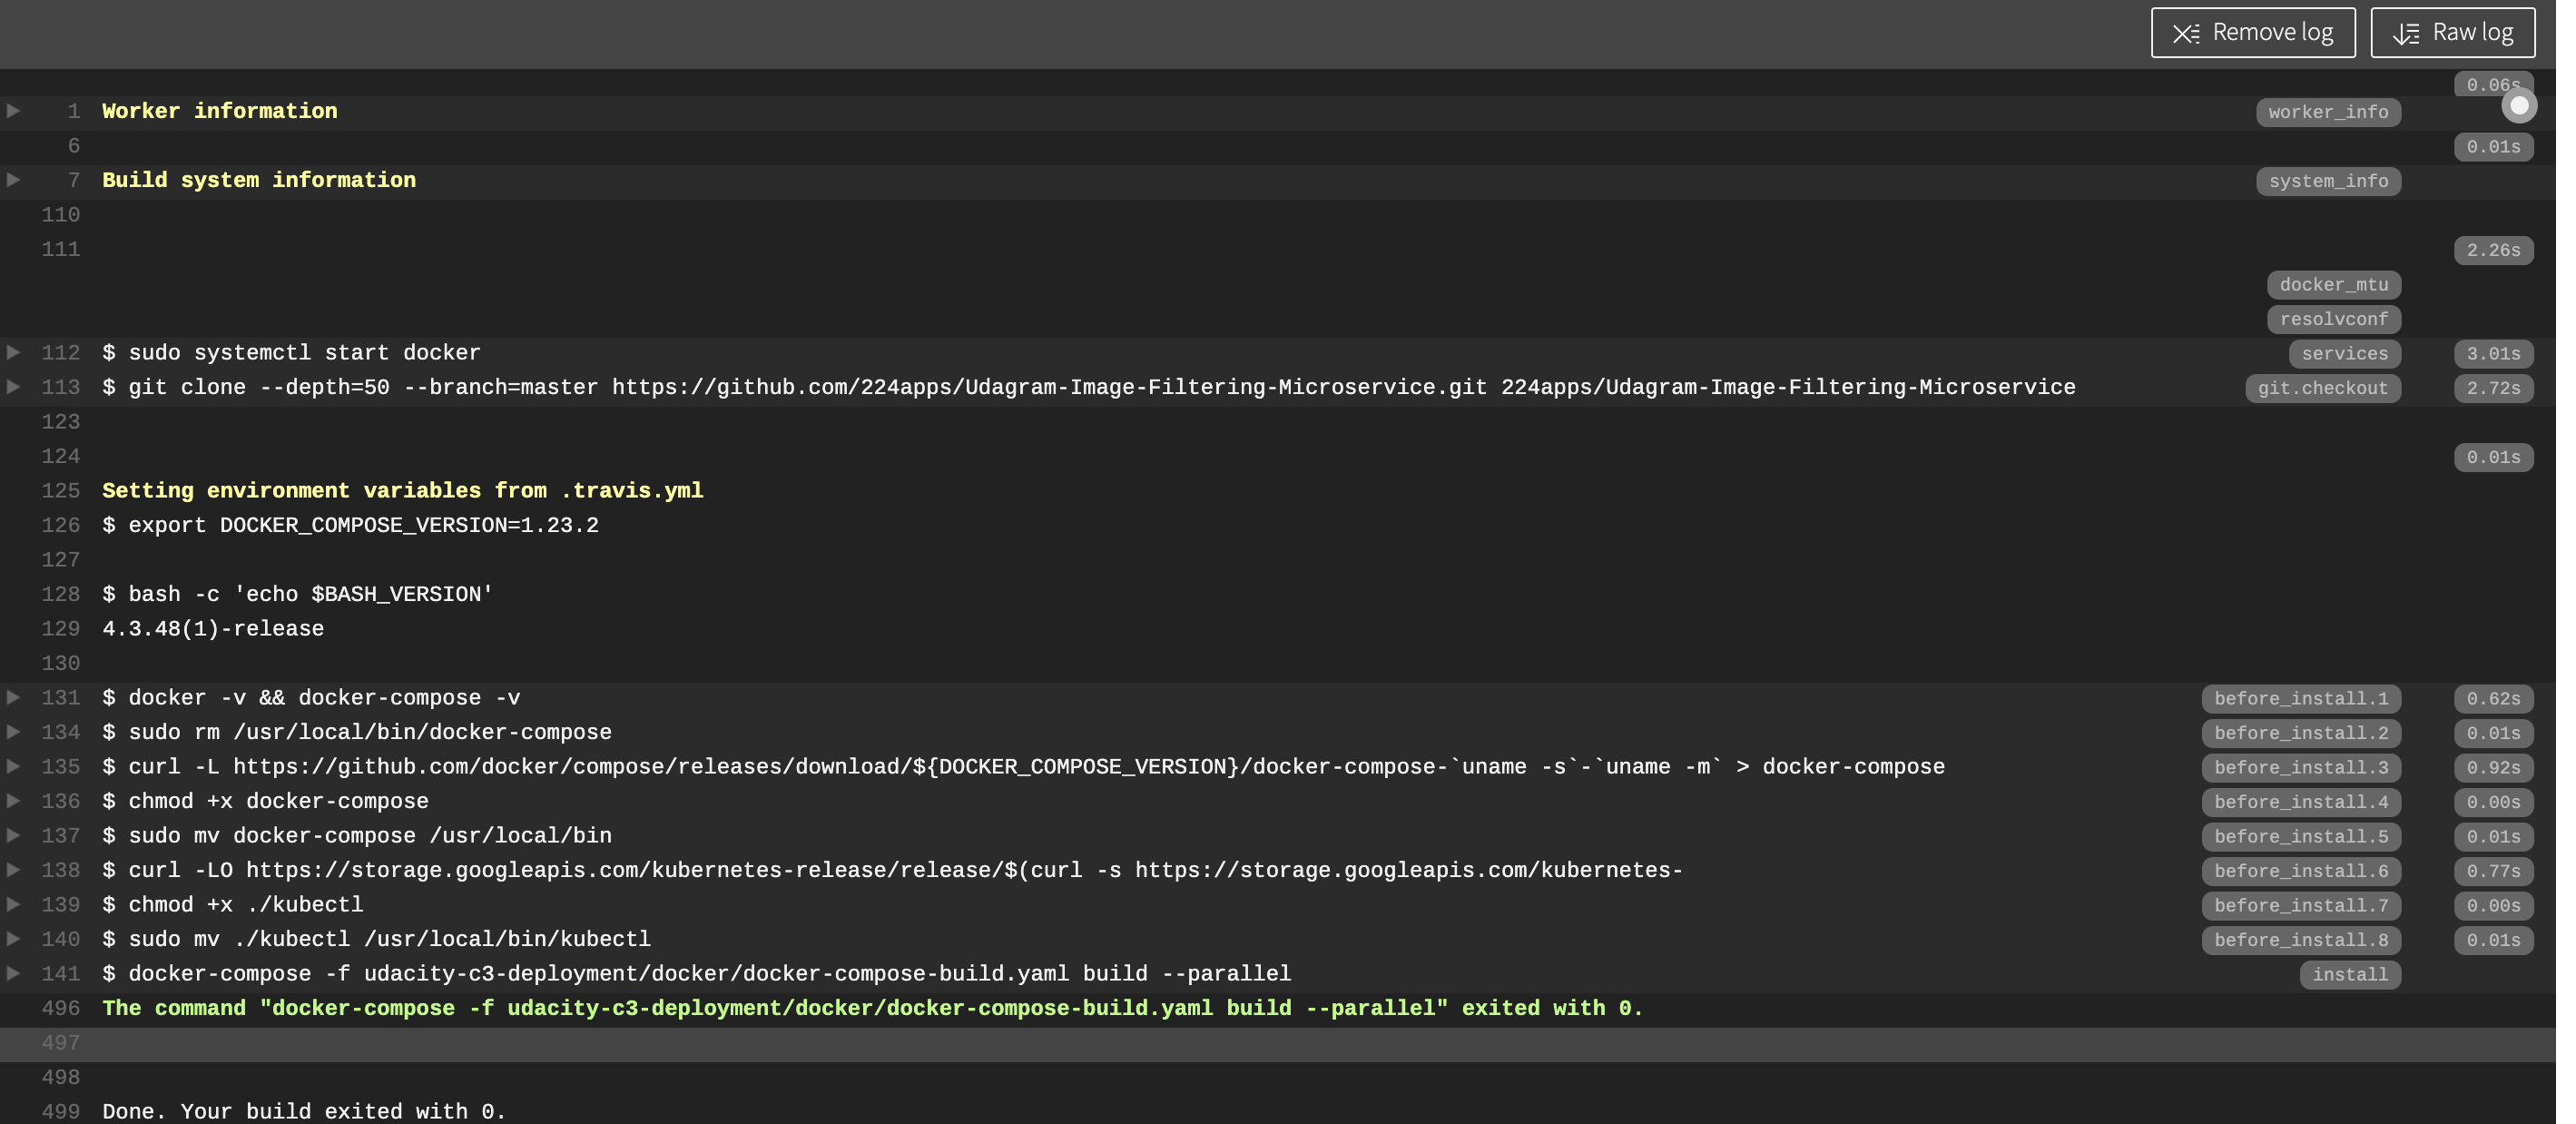 Remove log Raw log
0.06s
1 Worker information worker_info
6 0.01s
7 Build system information system_info
110
111 2.26s
docker_mtu
resolvconf
112 $ sudo systemctl start docker services 3.01s
113 $ git clone --depth=50 --branch=master https://github.com/224apps/Udagram-Image-Filtering-Microservice.git 224apps/Udagram-Image-Filtering-Microservice git.checkout 2.72s
123
124 0.01s
125 Setting environment variables from .travis.yml
126 $ export DOCKER_COMPOSE_VERSION=1.23.2
127
128 $ bash -c 'echo $BASH_VERSION'
129 4.3.48(1)-release
130
131 $ docker -v && docker-compose -v before_install.1 0.62s
134 $ sudo rm /usr/local/bin/docker-compose before_install.2 0.01s
135 $ curl -L https://github.com/docker/compose/releases/download/${DOCKER_COMPOSE_VERSION}/docker-compose-`uname -s`-`uname -m` > docker-compose before_install.3 0.92s
136 $ chmod +x docker-compose before_install.4 0.00s
137 $ sudo mv docker-compose /usr/local/bin before_install.5 0.01s
138 $ curl -LO https://storage.googleapis.com/kubernetes-release/release/$(curl -s https://storage.googleapis.com/kubernetes- before_install.6 0.77s
139 $ chmod +x ./kubectl before_install.7 0.00s
140 $ sudo mv ./kubectl /usr/local/bin/kubectl before_install.8 0.01s
141 $ docker-compose -f udacity-c3-deployment/docker/docker-compose-build.yaml build --parallel install
496 The command "docker-compose -f udacity-c3-deployment/docker/docker-compose-build.yaml build --parallel" exited with 0.
497
498
499 Done. Your build exited with 0.